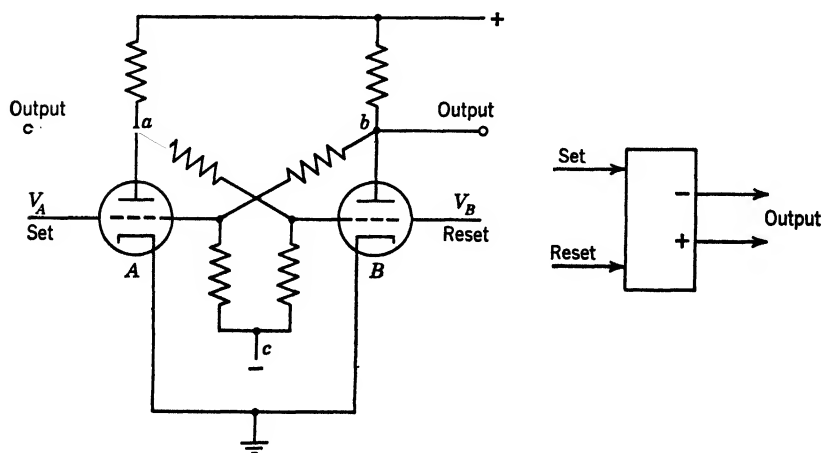 +
Output
c
a
b
Output
V_A
Set
V_B
Reset
A
B
c
−
Set
Reset
−
+
Output